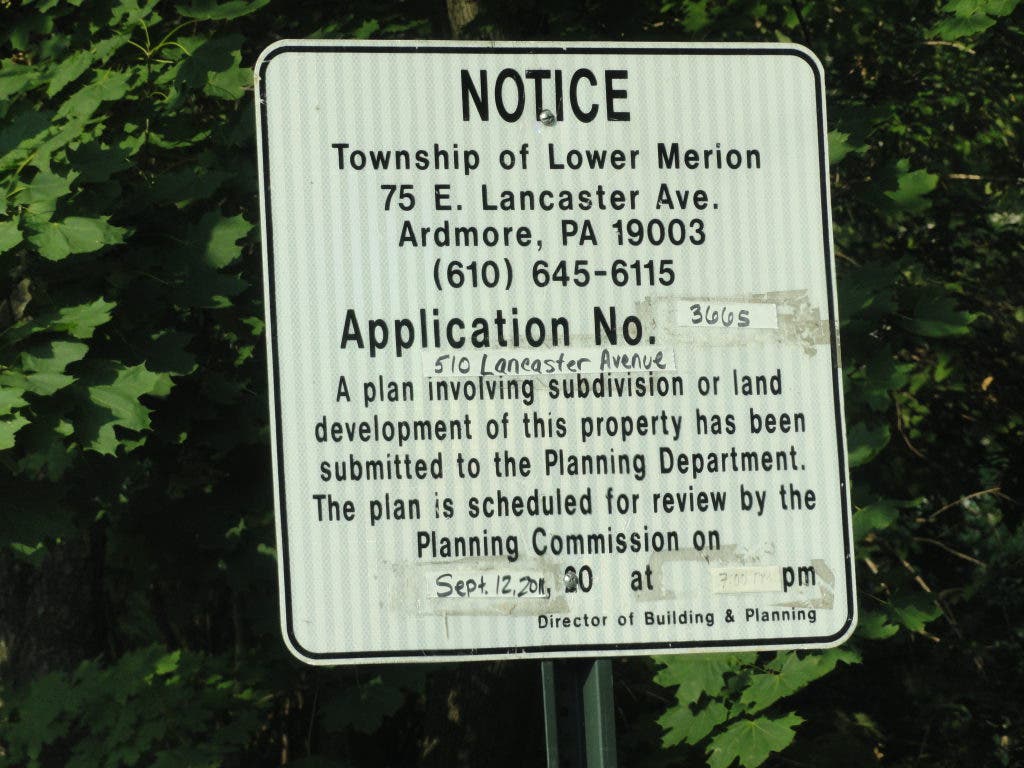 NOTICE
Township of Lower Merion
75 E. Lancaster Ave.
Ardmore, PA 19003
(610) 645-6115
Application No. 3665
510 Lancaster Avenue
A plan involving subdivision or land
development of this property has been
submitted to the Planning Department.
The plan is scheduled for review by the
Planning Commission on
Sept. 12, 2011, 20 at 7:00 PM pm
Director of Building & Planning